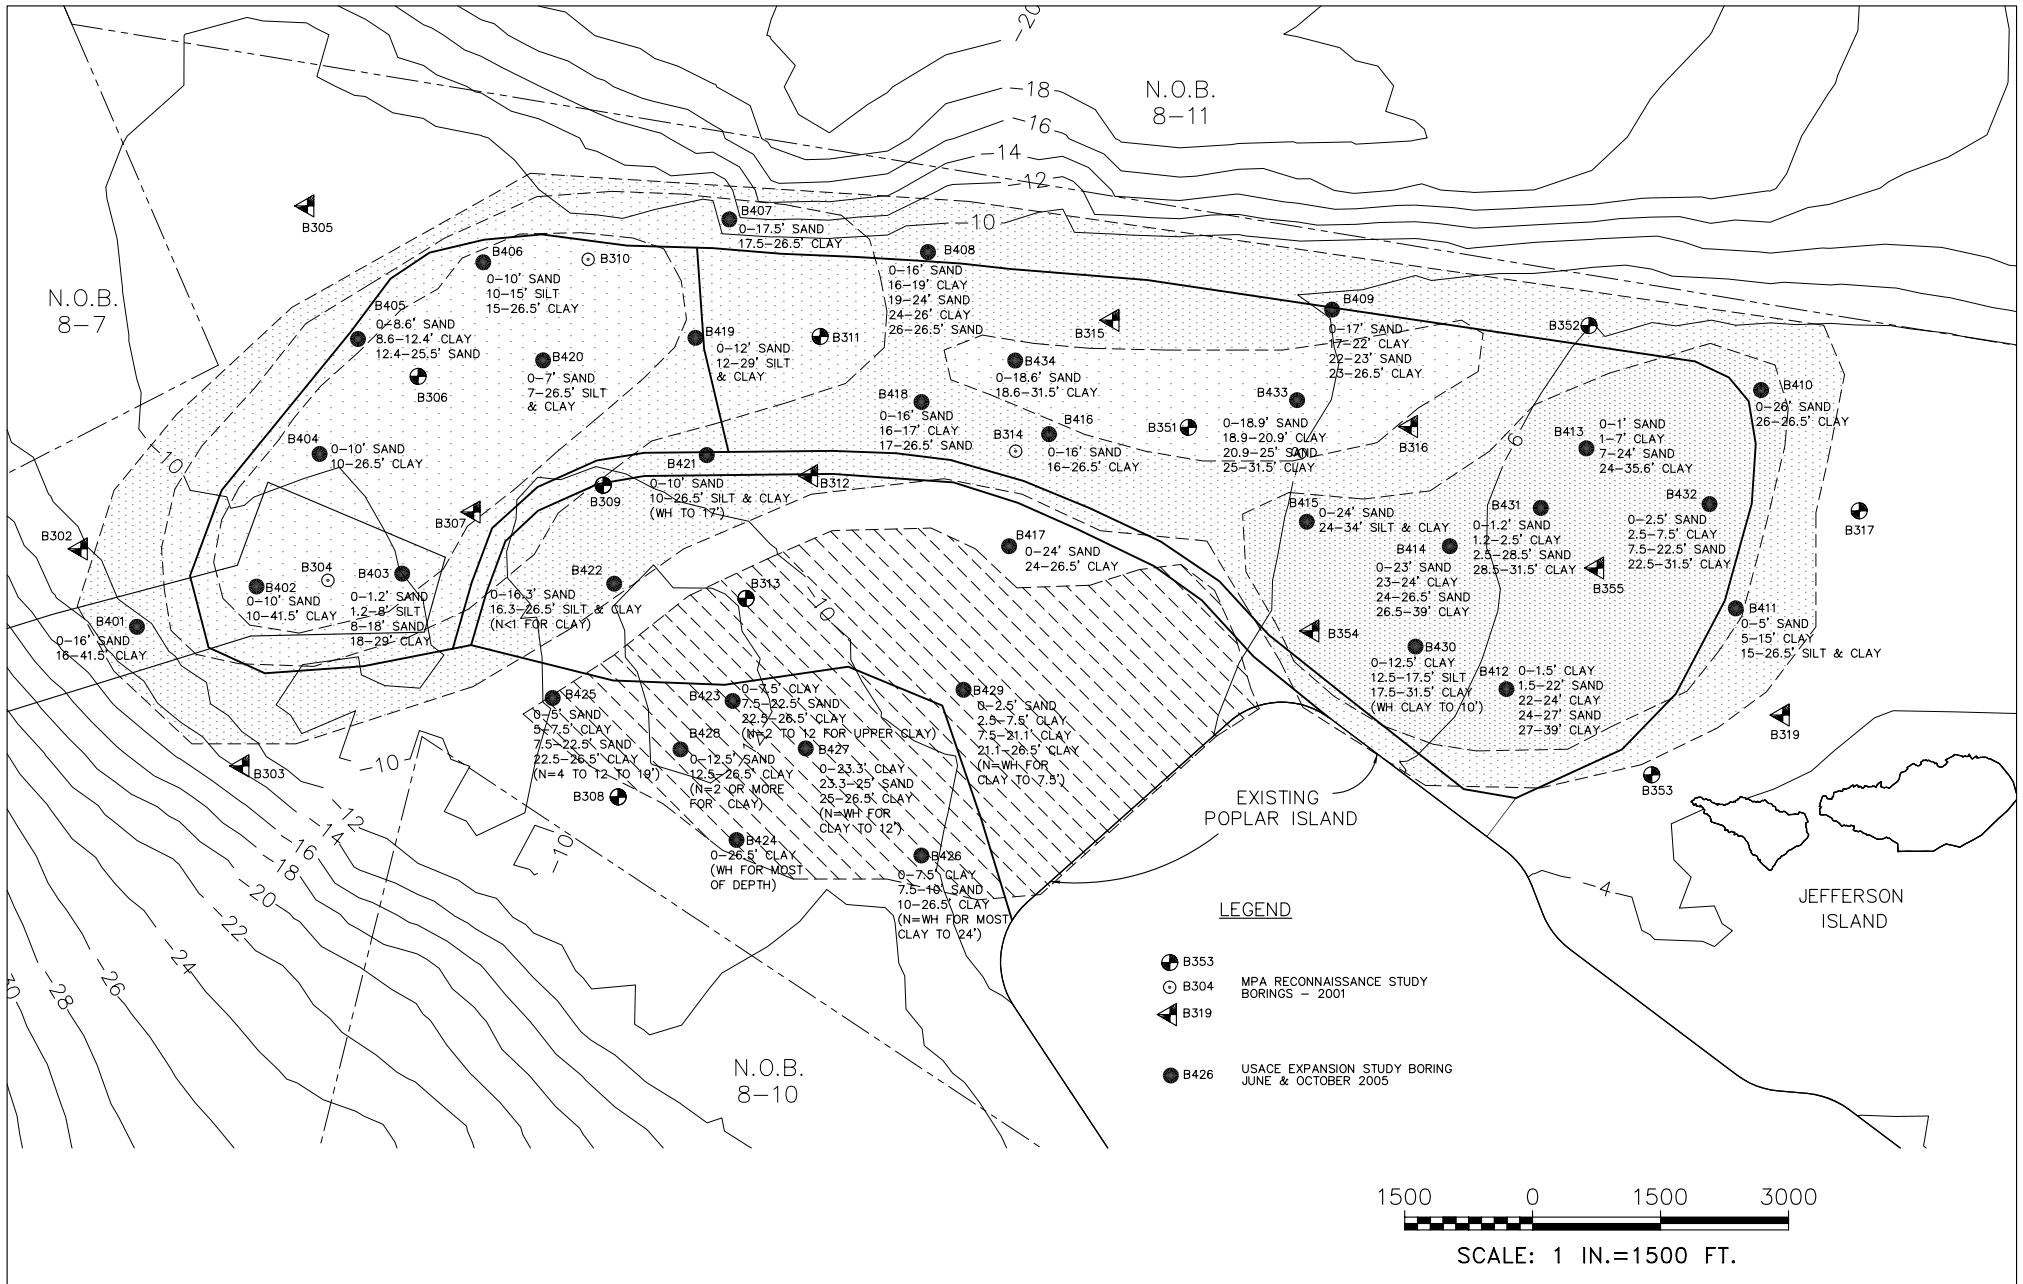 -20
N.O.B.
8-11
-18
-16
-14
-12
-10
B305
N.O.B.
8-7
B407
0-17.5' SAND
17.5-26.5' CLAY
B406
0-10' SAND
10-15' SILT
15-26.5' CLAY
B310
B408
0-16' SAND
16-19' CLAY
19-24' SAND
24-26' CLAY
26-26.5' SAND
B405
0-8.6' SAND
8.6-12.4' CLAY
12.4-25.5' SAND
B306
B420
0-7' SAND
7-26.5' SILT
& CLAY
B419
0-12' SAND
12-29' SILT
& CLAY
B311
B315
B409
0-17' SAND
17-22' CLAY
22-23' SAND
23-26.5' CLAY
B352
B434
0-18.6' SAND
18.6-31.5' CLAY
B418
0-16' SAND
16-17' CLAY
17-26.5' SAND
B416
0-16' SAND
16-26.5' CLAY
B314
B351
B433
0-18.9' SAND
18.9-20.9' CLAY
20.9-25' SAND
25-31.5' CLAY
8
B316
6
B410
0-26' SAND
26-26.5' CLAY
B413
0-1' SAND
1-7' CLAY
7-24' SAND
24-35.6' CLAY
B404
0-10' SAND
10-26.5' CLAY
-10
B421
0-10' SAND
10-26.5' SILT & CLAY
(WH TO 17')
B312
B309
B307
B302
B415
0-24' SAND
24-34' SILT & CLAY
B431
0-1.2' SAND
1.2-2.5' CLAY
2.5-28.5' SAND
28.5-31.5' CLAY
B432
0-2.5' SAND
2.5-7.5' CLAY
7.5-22.5' SAND
22.5-31.5' CLAY
B317
B417
0-24' SAND
24-26.5' CLAY
B414
0-23' SAND
23-24' CLAY
24-26.5' SAND
26.5-39' CLAY
B355
B304
B402
0-10' SAND
10-41.5' CLAY
B403
0-1.2' SAND
1.2-8' SILT
8-18' SAND
18-29' CLAY
B422
0-16.3' SAND
16.3-26.5' SILT & CLAY
(N<1 FOR CLAY)
B313
-10
B401
0-16' SAND
16-41.5' CLAY
B354
B411
0-5' SAND
5-15' CLAY
15-26.5' SILT & CLAY
B430
0-12.5' CLAY
12.5-17.5' SILT
17.5-31.5' CLAY
(WH CLAY TO 10')
B412
0-1.5' CLAY
1.5-22' SAND
22-24' CLAY
24-27' SAND
27-39' CLAY
B425
0-5' SAND
5-7.5' CLAY
7.5-22.5' SAND
22.5-26.5' CLAY
(N=4 TO 12 TO 19')
B423
0-7.5' CLAY
7.5-22.5' SAND
22.5-26.5' CLAY
(N=2 TO 12 FOR UPPER CLAY)
B429
0-2.5' SAND
2.5-7.5' CLAY
7.5-21.1' SAND
21.1-26.5' CLAY
(N=WH FOR
CLAY TO 7.5')
B428
0-12.5' SAND
12.5-26.5' CLAY
(N=2 OR MORE
FOR CLAY)
B427
0-23.3' CLAY
23.3-25' SAND
25-26.5' CLAY
(N=WH FOR
CLAY TO 12')
B319
B303
-10
B308
B353
-10
B424
0-26.5' CLAY
(WH FOR MOST
OF DEPTH)
B426
0-7.5' CLAY
7.5-10' SAND
10-26.5' CLAY
(N=WH FOR MOST
CLAY TO 24')
EXISTING
POPLAR ISLAND
-12
-14
-16
-18
-20
-22
-24
-26
-28
-30
-4
JEFFERSON
ISLAND
LEGEND
B353
B304
B319
MPA RECONNAISSANCE STUDY
BORINGS - 2001
B426
USACE EXPANSION STUDY BORING
JUNE & OCTOBER 2005
N.O.B.
8-10
1500 0 1500 3000
SCALE: 1 IN.=1500 FT.